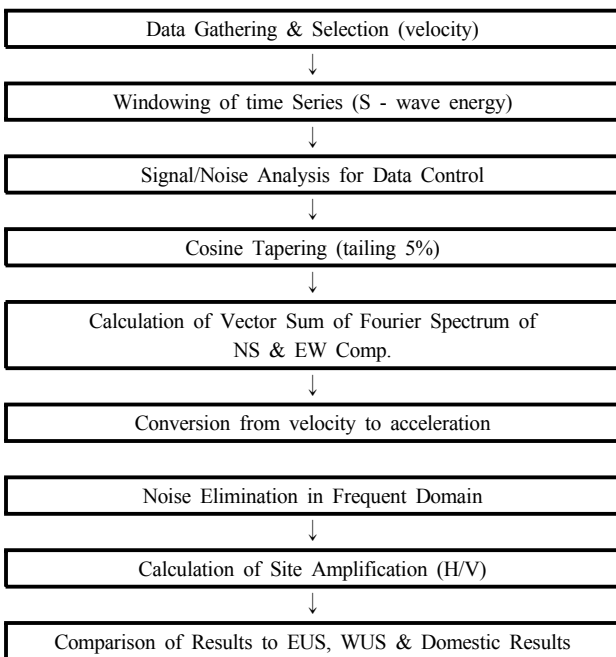 Data Gathering & Selection (velocity)
↓
Windowing of time Series (S - wave energy)
↓
Signal/Noise Analysis for Data Control
↓
Cosine Tapering (tailing 5%)
↓
Calculation of Vector Sum of Fourier Spectrum of
NS & EW Comp.
↓
Conversion from velocity to acceleration
Noise Elimination in Frequent Domain
↓
Calculation of Site Amplification (H/V)
↓
Comparison of Results to EUS, WUS & Domestic Results